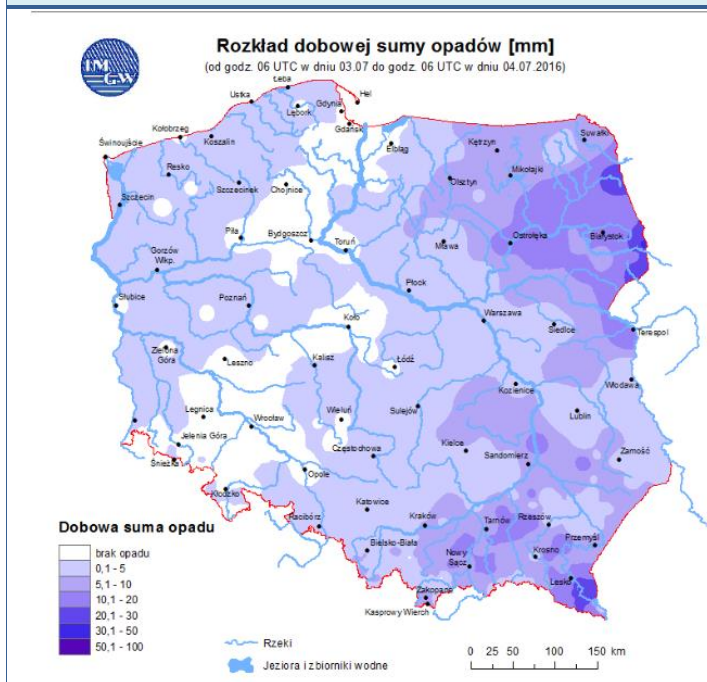 IM
GW
Rozkład dobowej sumy opadów [mm]
(od godz. 06 UTC w dniu 03.07 do godz. 06 UTC w dniu 04.07.2016)
Łeba
Hel
Ustka
Gdynia
Lębork
Gdańsk
Suwałki
Kołobrzeg
Koszalin
Elbląg
Kętrzyn
Świnoujście
Resko
Szczecinek
Chojnice
Olsztyn
Mikołajki
Szczecin
Piła
Bydgoszcz
Toruń
Mława
Ostrołęka
Białystok
Gorzów
Wlkp.
Płock
Słubice
Poznań
Koło
Warszawa
Siedlce
Terespol
Zielona
Góra
Leszno
Kalisz
Łódź
Kozienice
Włodawa
Legnica
Wrocław
Wieluń
Sulejów
Lublin
Jelenia Góra
Częstochowa
Kielce
Sandomierz
Zamość
Śnieżka
Opole
Kłodzko
Katowice
Racibórz
Kraków
Tarnów
Rzeszów
Przemyśl
Bielsko-Biała
Nowy
Sącz
Krosno
Lesko
Zakopane
Kasprowy Wierch
Dobowa suma opadu
brak opadu
0,1 - 5
5,1 - 10
10,1 - 20
20,1 - 30
30,1 - 50
50,1 - 100
Rzeki
Jeziora i zbiorniki wodne
0 25 50 100 150 km